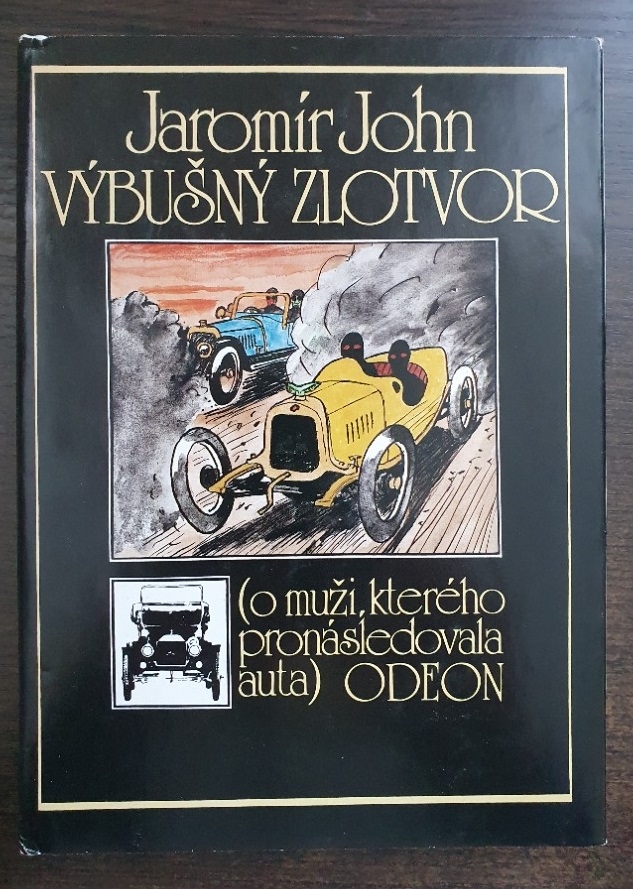 Jaromír John
VÝBUŠNÝ ZLOTVOR
(o muži, kterého
pronásledovala
auta) ODEON